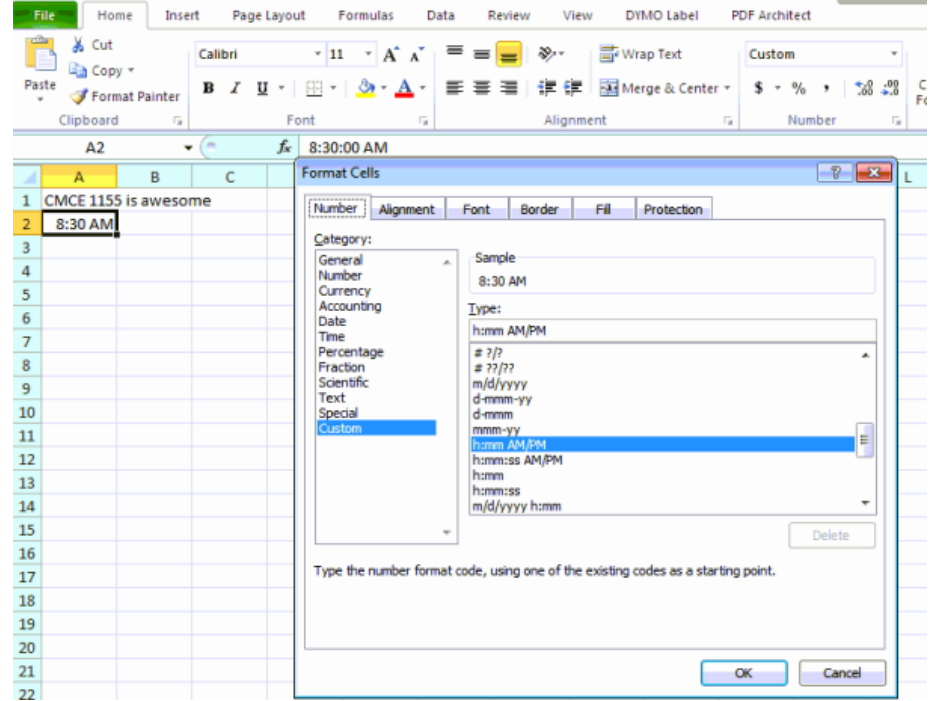 File Home Insert Page Layout Formulas Data Review View DYMO Label PDF Architect
Paste
Cut
Copy
Format Painter
Clipboard
Calibri 11 A A
B I U A
Font
Wrap Text
Merge & Center
Alignment
Custom
$ % , .00 .00
Number
A2 fx 8:30:00 AM
A B C L
1 CMCE 1155 is awesome
2 8:30 AM
3
4
5
6
7
8
9
10
11
12
13
14
15
16
17
18
19
20
21
22
Format Cells
Number Alignment Font Border Fill Protection
Category:
General
Number
Currency
Accounting
Date
Time
Percentage
Fraction
Scientific
Text
Special
Custom
Sample
8:30 AM
Type:
h:mm AM/PM
# ?/?
# ??/??
m/d/yyyy
d-mmm-yy
d-mmm
mmm-yy
h:mm AM/PM
h:mm:ss AM/PM
h:mm
h:mm:ss
m/d/yyyy h:mm
Delete
Type the number format code, using one of the existing codes as a starting point.
OK Cancel